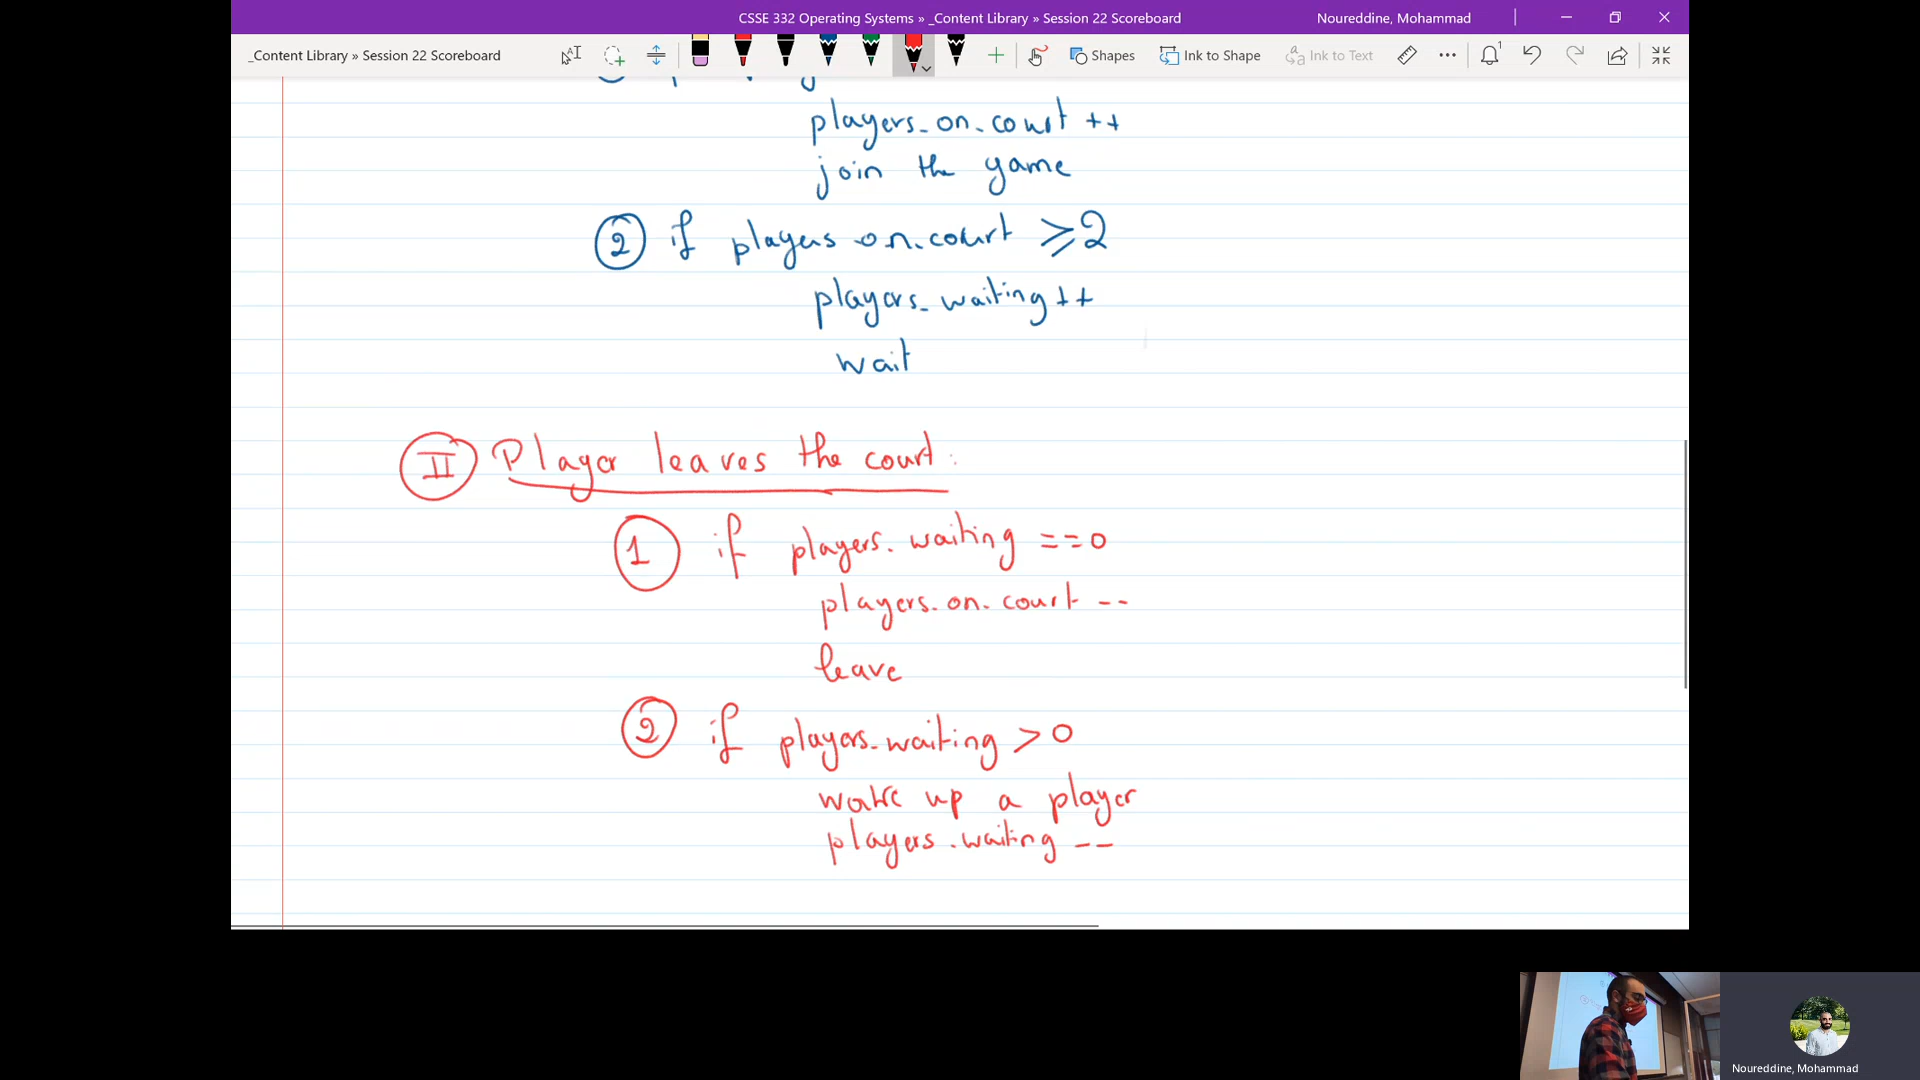 CSSE 332 Operating Systems » _Content Library » Session 22 Scoreboard
Noureddine, Mohammad
_Content Library » Session 22 Scoreboard
Shapes
Ink to Shape
Ink to Text
1
players_on_court ++
join the game
2 if players_on_court ≥2
players_waiting ++
wait
II Player leaves the court:
1 if players_waiting ==0
players_on_court --
leave
2 if players_waiting > 0
wake up a player
players_waiting --
Noureddine, Mohammad